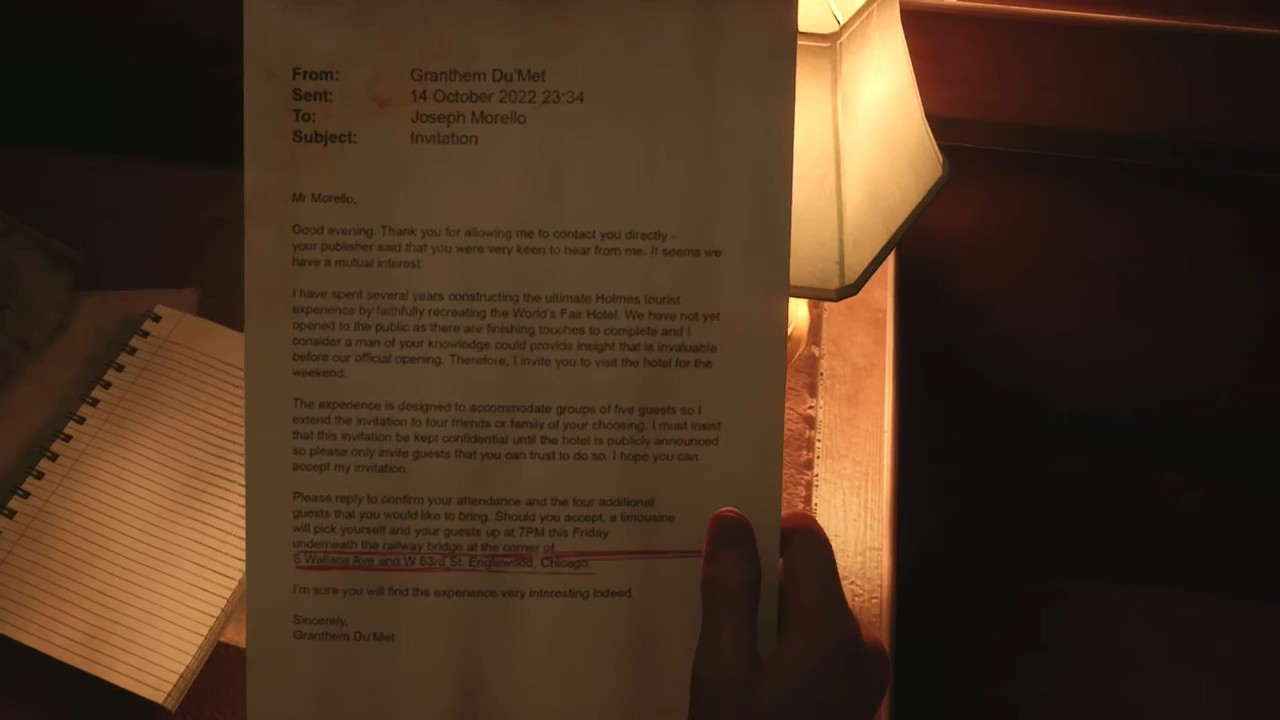 From: Granthem Du'Met
Sent: 14 October 2022 23:34
To: Joseph Morello
Subject: Invitation
Mr Morello,
Good evening. Thank you for allowing me to contact you directly -
your publisher said that you were very keen to hear from me. It seems we
have a mutual interest.
I have spent several years constructing the ultimate Holmes tourist
experience by faithfully recreating the World's Fair Hotel. We have not yet
opened to the public as there are finishing touches to complete and I
consider a man of your knowledge could provide insight that is invaluable
before our official opening. Therefore, I invite you to visit the hotel for the
weekend.
The experience is designed to accommodate groups of five guests so I
extend the invitation to four friends or family of your choosing. I must insist
that this invitation be kept confidential until the hotel is publicly announced
so please only invite guests that you can trust to do so. I hope you can
accept my invitation.
Please reply to confirm your attendance and the four additional
guests that you would like to bring. Should you accept, a limousine
will pick yourself and your guests up at 7PM this Friday
underneath the railway bridge at the corner of
S Wallace Ave and W 63rd St, Englewood, Chicago.
I'm sure you will find the experience very interesting indeed.
Sincerely,
Granthem Du'Met